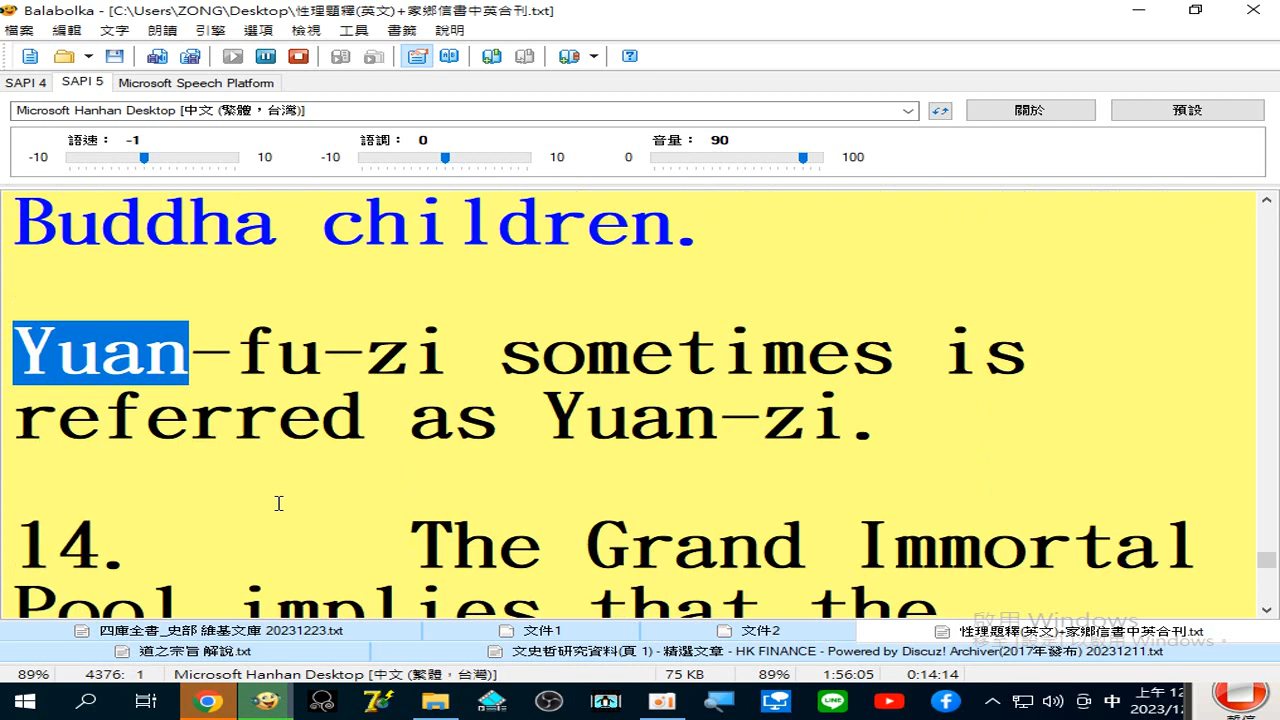 Balabolka - [C:\Users\ZONG\Desktop\性理題釋(英文)+家鄉信書中英合刊.txt]
檔案 編輯 文字 朗讀 引擎 選項 檢視 工具 書籤 說明
SAPI 4 SAPI 5 Microsoft Speech Platform
Microsoft Hanhan Desktop [中文 (繁體，台灣)] 關於 預設
語速： -1 語調： 0 音量： 90
-10 10 -10 10 0 100
Buddha children.
Yuan-fu-zi sometimes is
referred as Yuan-zi.
14. The Grand Immortal
Pool implies that the
啟用 Windows
四庫全書_史部 維基文庫 20231223.txt 文件1 文件2 性理題釋(英文)+家鄉信書中英合刊.txt
道之宗旨 解說.txt 文史哲研究資料(頁 1) - 精選文章 - HK FINANCE - Powered by Discuz! Archiver(2017年發布) 20231211.txt
89% 4376: 1 Microsoft Hanhan Desktop [中文 (繁體，台灣)] 75 KB 89% 1:56:05 0:14:14
中 上午 12
2023/12